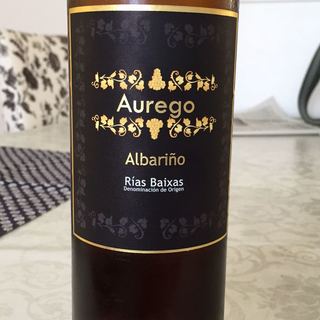 Aurego
Albariño
Rías Baixas
Denominación de Origen